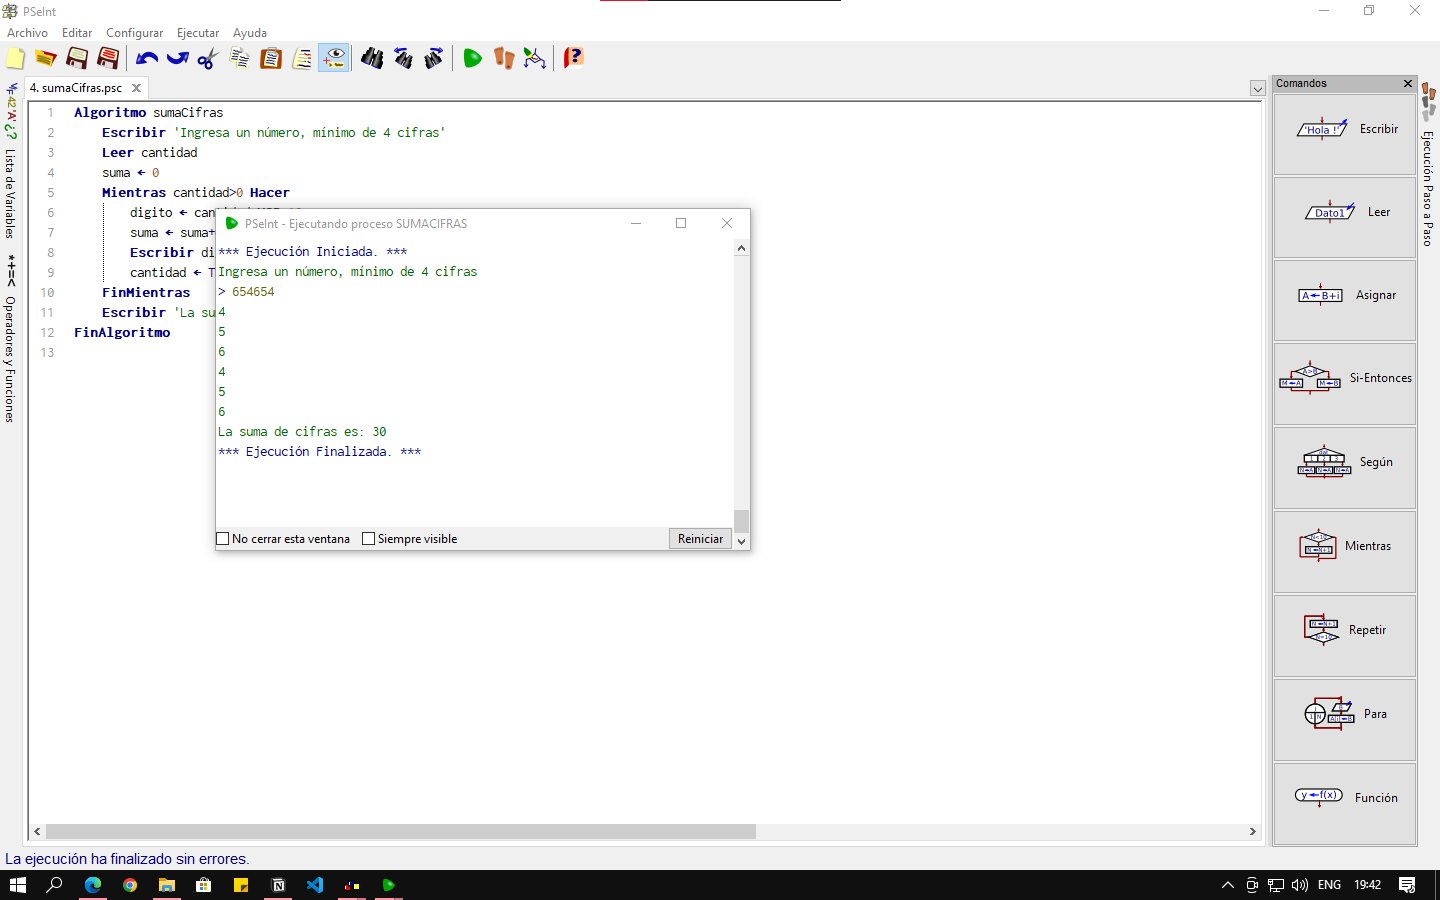 PSeInt
Archivo Editar Configurar Ejecutar Ayuda
4. sumaCifras.psc
Lista de Variables
Operadores y Funciones
1 Algoritmo sumaCifras
2 Escribir 'Ingresa un número, mínimo de 4 cifras'
3 Leer cantidad
4 suma ← 0
5 Mientras cantidad>0 Hacer
6 digito ← can
7 suma ← suma+
8 Escribir di
9 cantidad ← T
10 FinMientras
11 Escribir 'La su
12 FinAlgoritmo
13
PSeInt - Ejecutando proceso SUMACIFRAS
*** Ejecución Iniciada. ***
Ingresa un número, mínimo de 4 cifras
> 654654
4
5
6
4
5
6
La suma de cifras es: 30
*** Ejecución Finalizada. ***
No cerrar esta ventana Siempre visible Reiniciar
Comandos
'Hola !' Escribir
Dato1 Leer
A←B+i Asignar
A>B M←A M←B Si-Entonces
Según
Mientras
Repetir
Para
y←f(x) Función
Ejecución Paso a Paso
La ejecución ha finalizado sin errores.
ENG 19:42